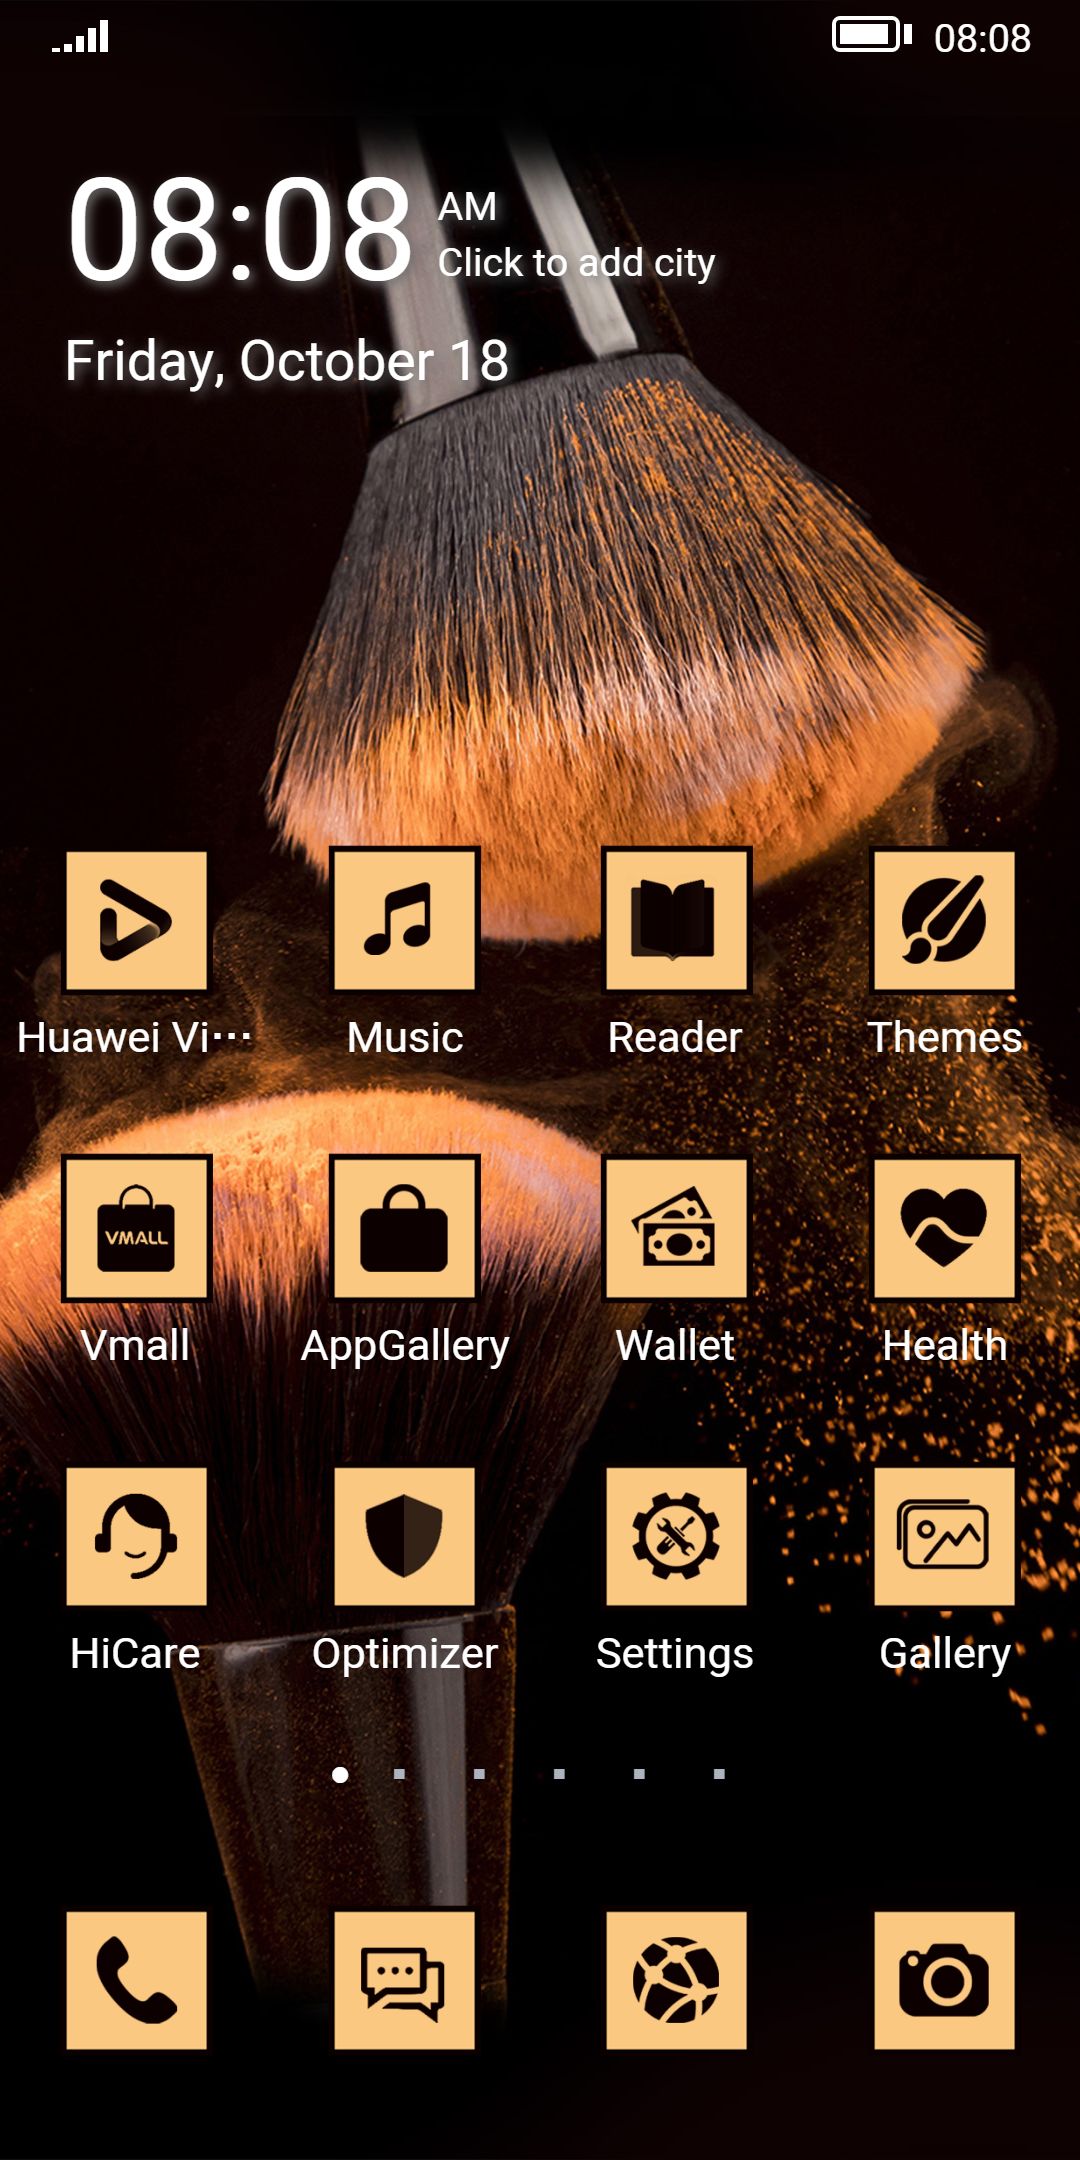 08:08
08:08 AM
Click to add city
Friday, October 18
Huawei Vi··· Music Reader Themes
VMALL
Vmall AppGallery Wallet Health
HiCare Optimizer Settings Gallery